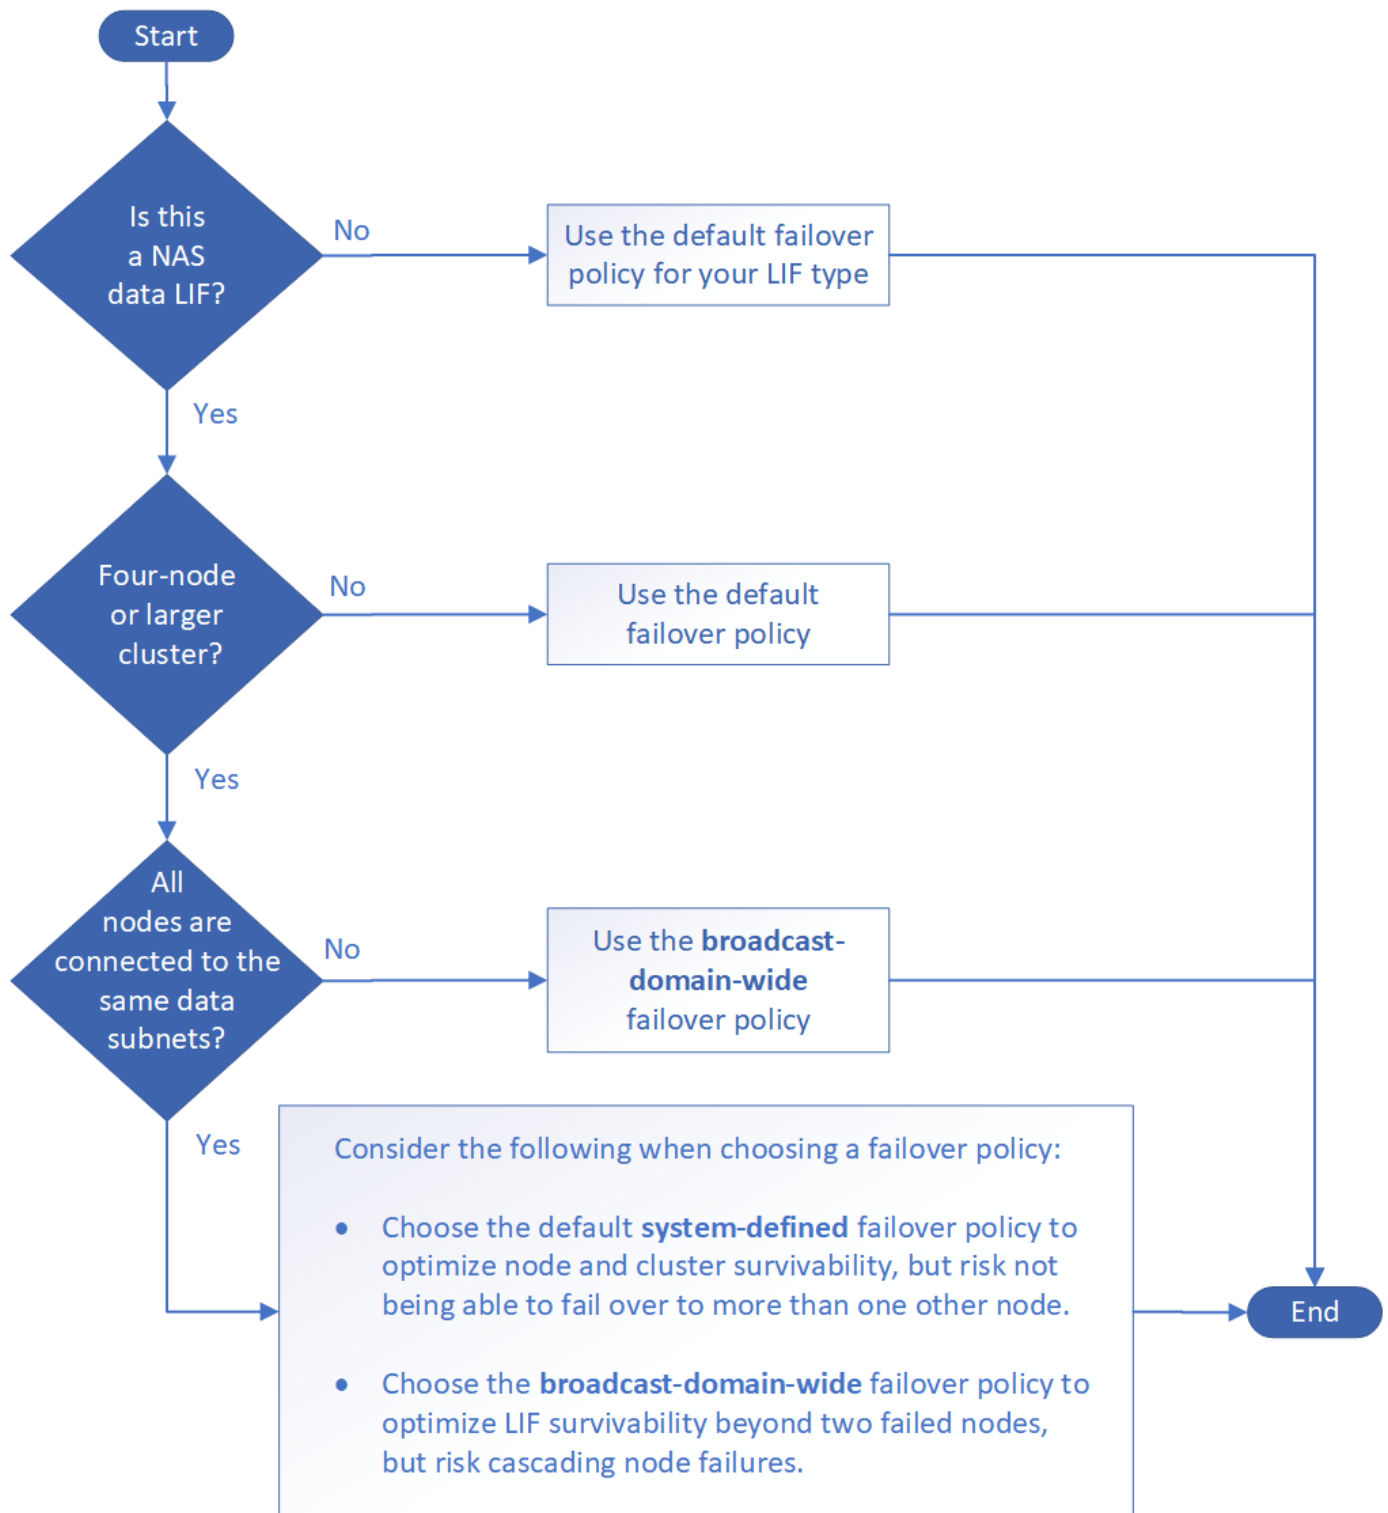 Start
Is this
a NAS
data LIF?
No
Use the default failover
policy for your LIF type
Yes
Four-node
or larger
cluster?
No
Use the default
failover policy
Yes
All
nodes are
connected to the
same data
subnets?
No
Use the broadcast-
domain-wide
failover policy
Yes
Consider the following when choosing a failover policy:
• Choose the default system-defined failover policy to
optimize node and cluster survivability, but risk not
being able to fail over to more than one other node.
• Choose the broadcast-domain-wide failover policy to
optimize LIF survivability beyond two failed nodes,
but risk cascading node failures.
End